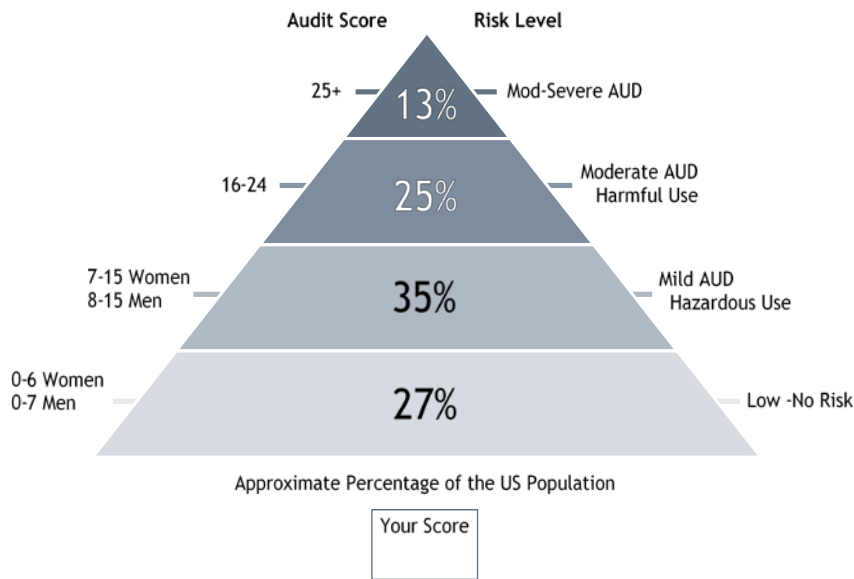 Audit Score Risk Level
25+ 13% Mod-Severe AUD
16-24 25% Moderate AUD
Harmful Use
7-15 Women
8-15 Men 35% Mild AUD
Hazardous Use
0-6 Women
0-7 Men 27% Low -No Risk
Approximate Percentage of the US Population
Your Score